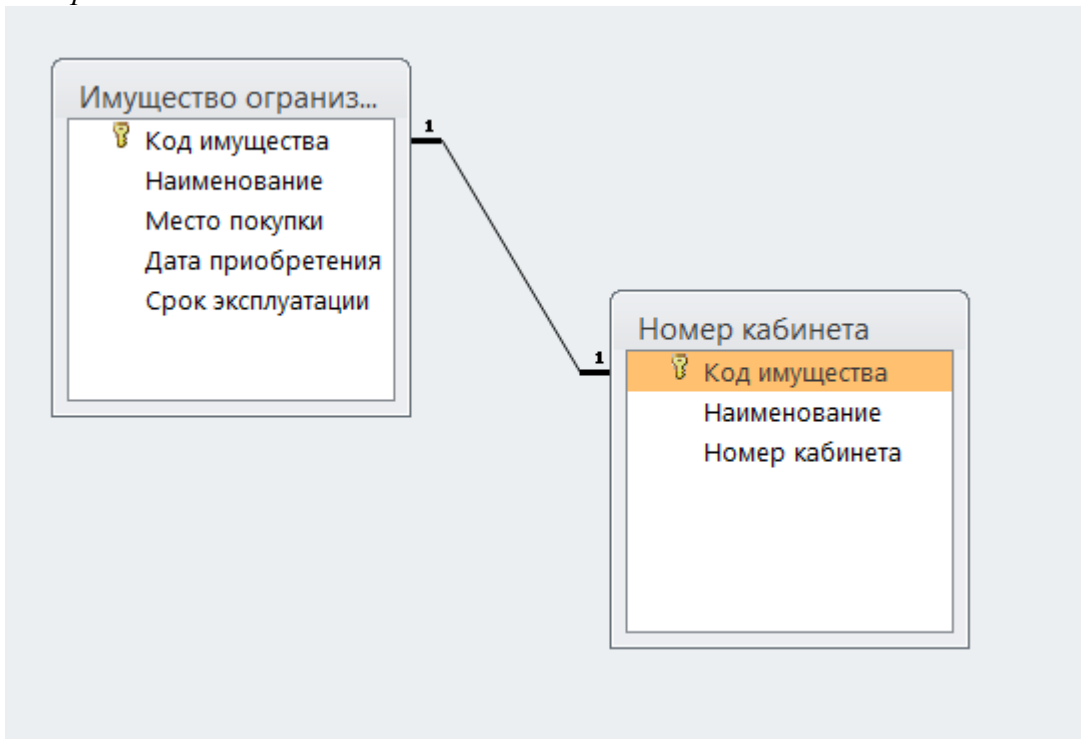 Имущество ограниз...
Код имущества
Наименование
Место покупки
Дата приобретения
Срок эксплуатации
1
1
Номер кабинета
Код имущества
Наименование
Номер кабинета